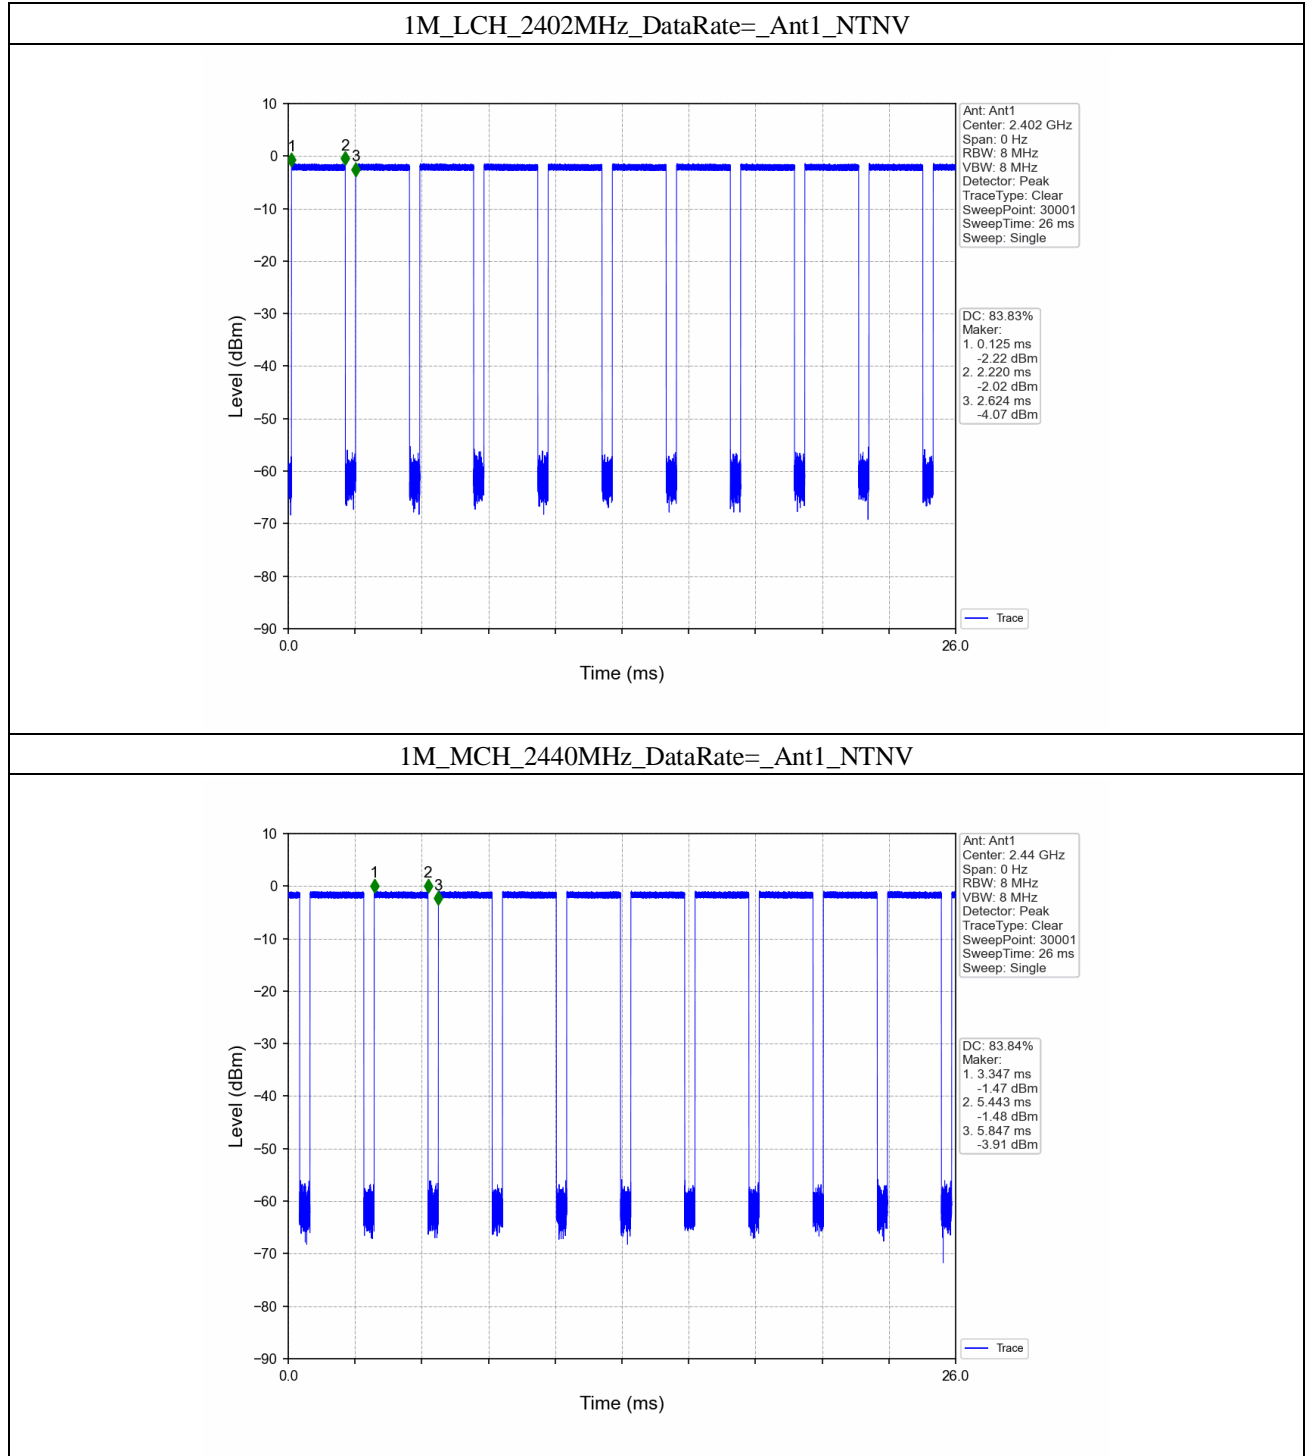 1M_LCH_2402MHz_DataRate=_Ant1_NTNV
10
0
−10
−20
−30
−40
−50
−60
−70
−80
−90
Level (dBm)
1
2
3
0.0
26.0
Time (ms)
Ant: Ant1
Center: 2.402 GHz
Span: 0 Hz
RBW: 8 MHz
VBW: 8 MHz
Detector: Peak
TraceType: Clear
SweepPoint: 30001
SweepTime: 26 ms
Sweep: Single
DC: 83.83%
Maker:
1. 0.125 ms
-2.22 dBm
2. 2.220 ms
-2.02 dBm
3. 2.624 ms
-4.07 dBm
Trace
1M_MCH_2440MHz_DataRate=_Ant1_NTNV
10
0
−10
−20
−30
−40
−50
−60
−70
−80
−90
Level (dBm)
1
2
3
0.0
26.0
Time (ms)
Ant: Ant1
Center: 2.44 GHz
Span: 0 Hz
RBW: 8 MHz
VBW: 8 MHz
Detector: Peak
TraceType: Clear
SweepPoint: 30001
SweepTime: 26 ms
Sweep: Single
DC: 83.84%
Maker:
1. 3.347 ms
-1.47 dBm
2. 5.443 ms
-1.48 dBm
3. 5.847 ms
-3.91 dBm
Trace